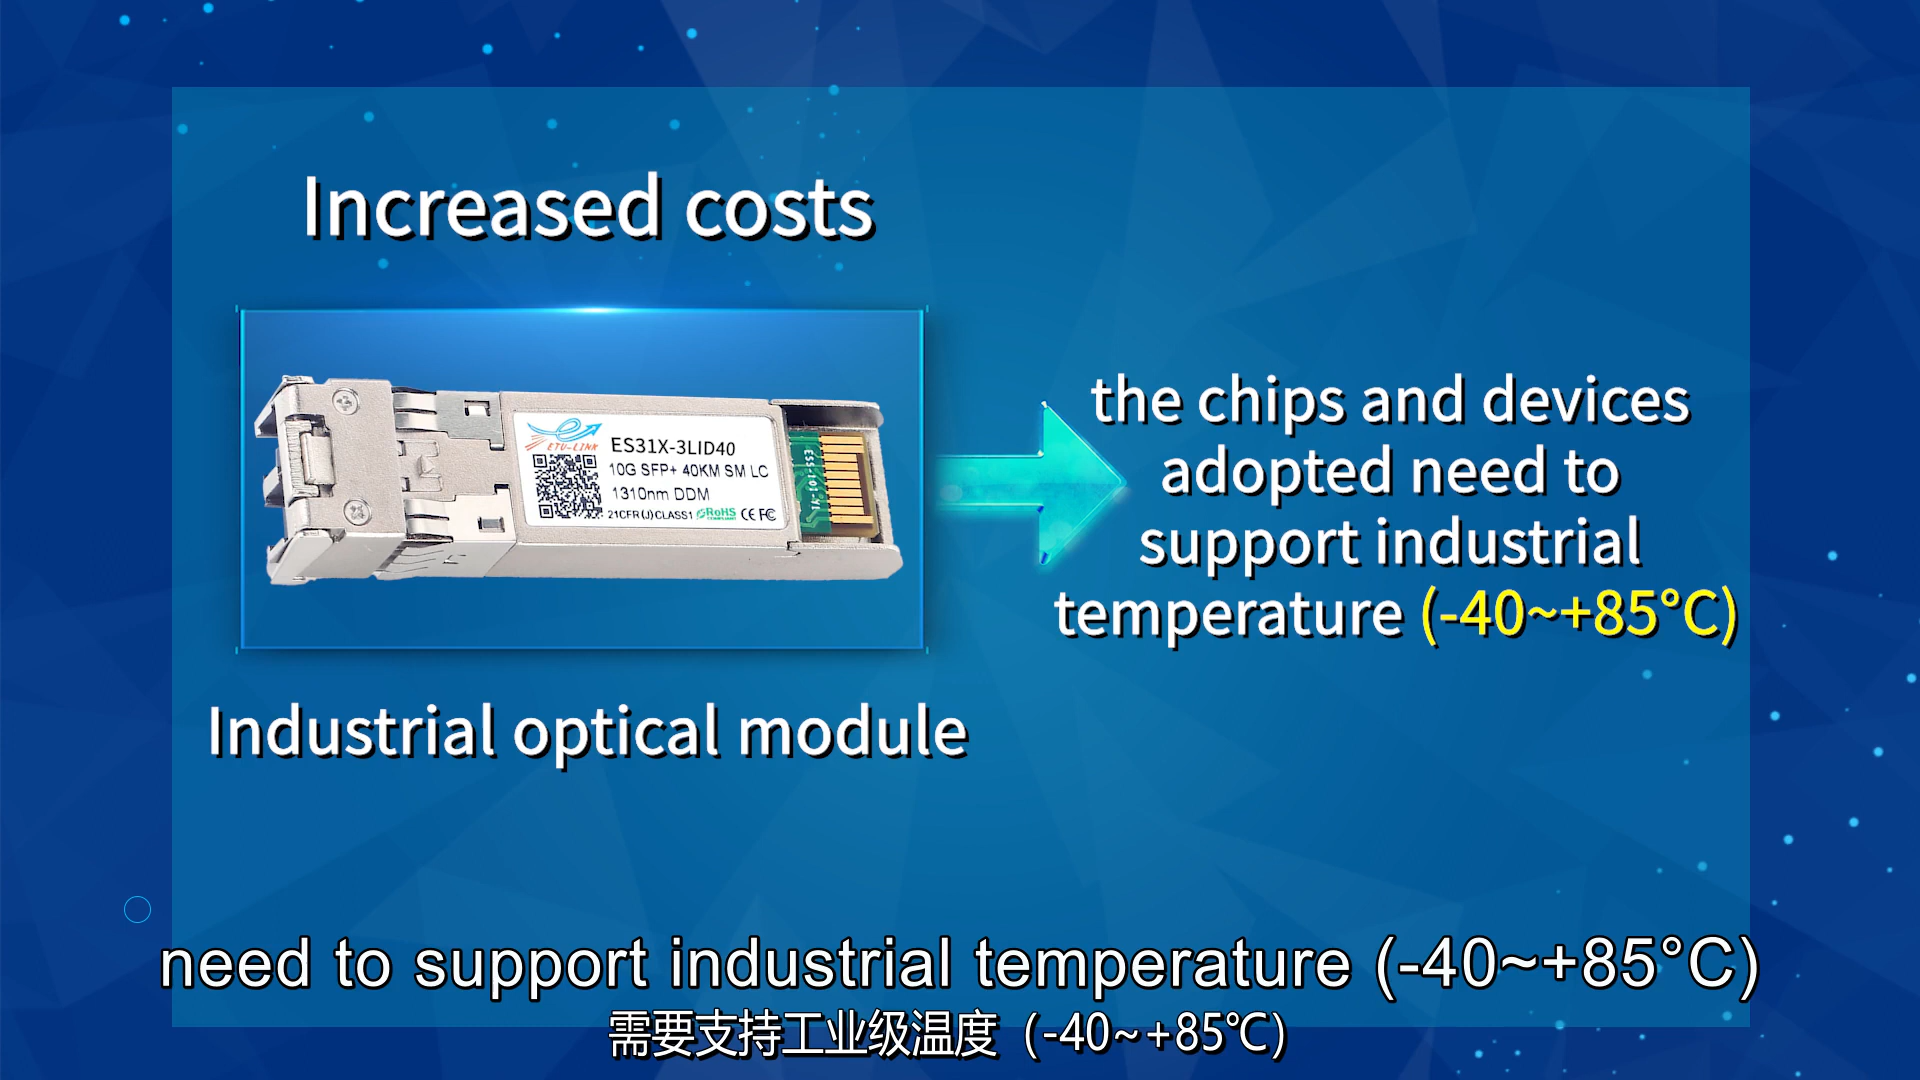 Increased costs
ETU-LINK
ES31X-3LID40
10G SFP+ 40KM SM LC
1310nm DDM
21CFR(J)CLASS1 RoHS CE FC
the chips and devices
adopted need to
support industrial
temperature (-40~+85°C)
Industrial optical module
need to support industrial temperature (-40~+85°C)
需要支持工业级温度（-40~+85℃）